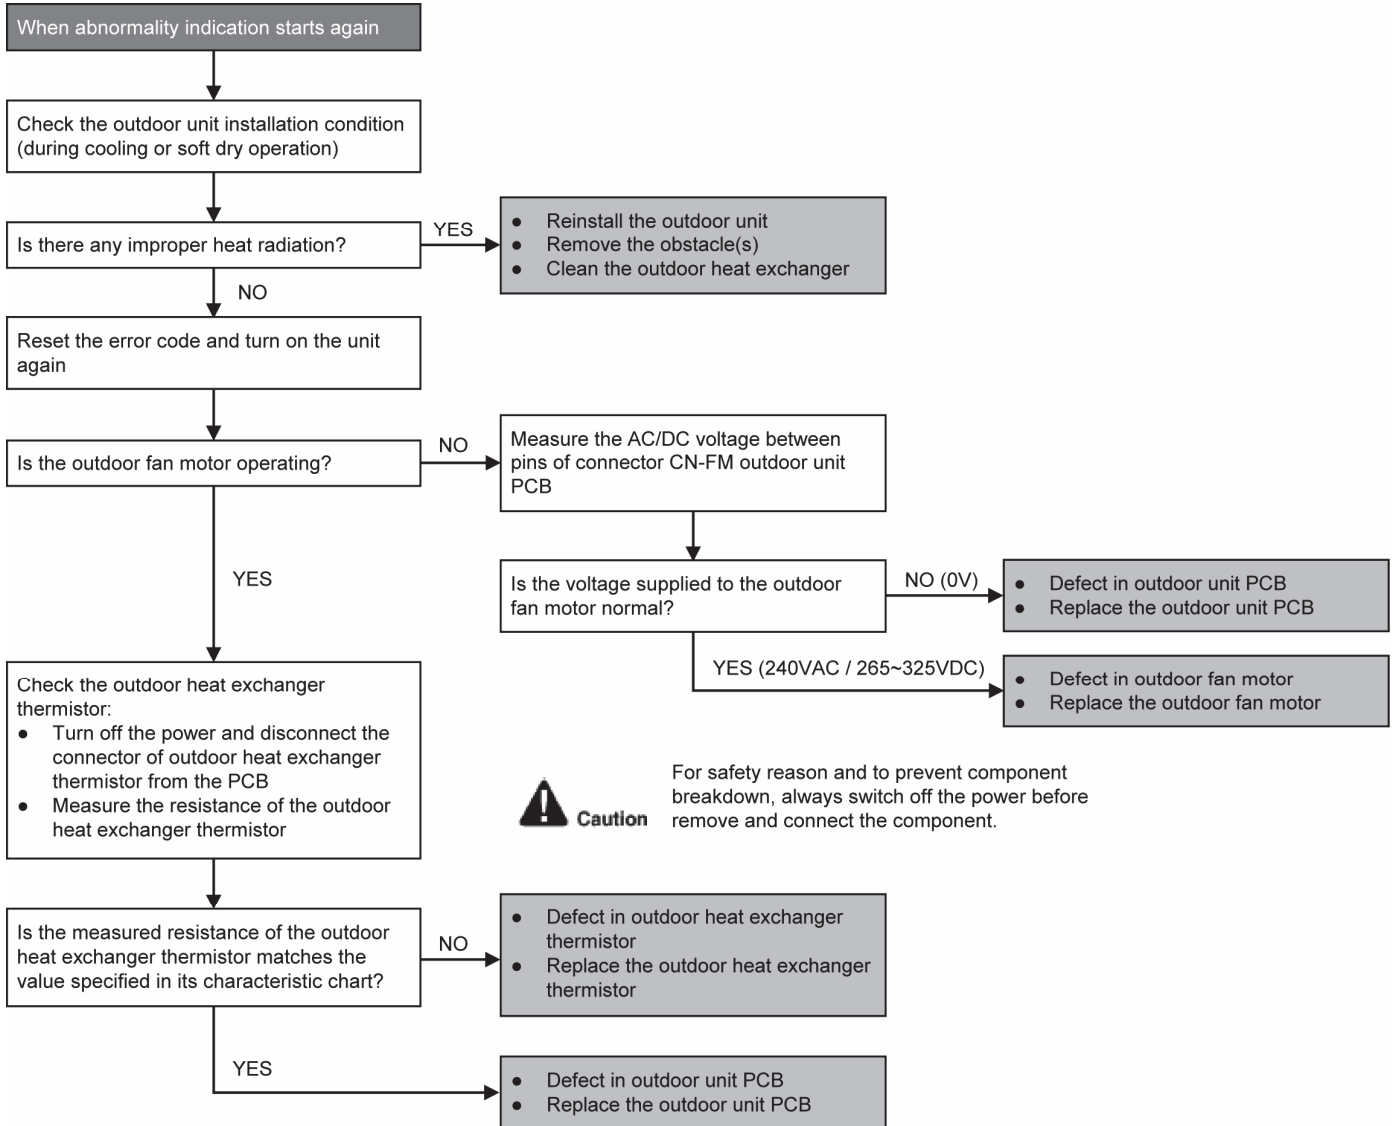 When abnormality indication starts again
Check the outdoor unit installation condition
(during cooling or soft dry operation)
Is there any improper heat radiation?
YES
● Reinstall the outdoor unit
● Remove the obstacle(s)
● Clean the outdoor heat exchanger
NO
Reset the error code and turn on the unit
again
Is the outdoor fan motor operating?
NO
Measure the AC/DC voltage between
pins of connector CN-FM outdoor unit
PCB
YES
Is the voltage supplied to the outdoor
fan motor normal?
NO (0V)
● Defect in outdoor unit PCB
● Replace the outdoor unit PCB
YES (240VAC / 265~325VDC)
● Defect in outdoor fan motor
● Replace the outdoor fan motor
Check the outdoor heat exchanger
thermistor:
● Turn off the power and disconnect the
connector of outdoor heat exchanger
thermistor from the PCB
● Measure the resistance of the outdoor
heat exchanger thermistor
Caution
For safety reason and to prevent component
breakdown, always switch off the power before
remove and connect the component.
Is the measured resistance of the outdoor
heat exchanger thermistor matches the
value specified in its characteristic chart?
NO
● Defect in outdoor heat exchanger
thermistor
● Replace the outdoor heat exchanger
thermistor
YES
● Defect in outdoor unit PCB
● Replace the outdoor unit PCB